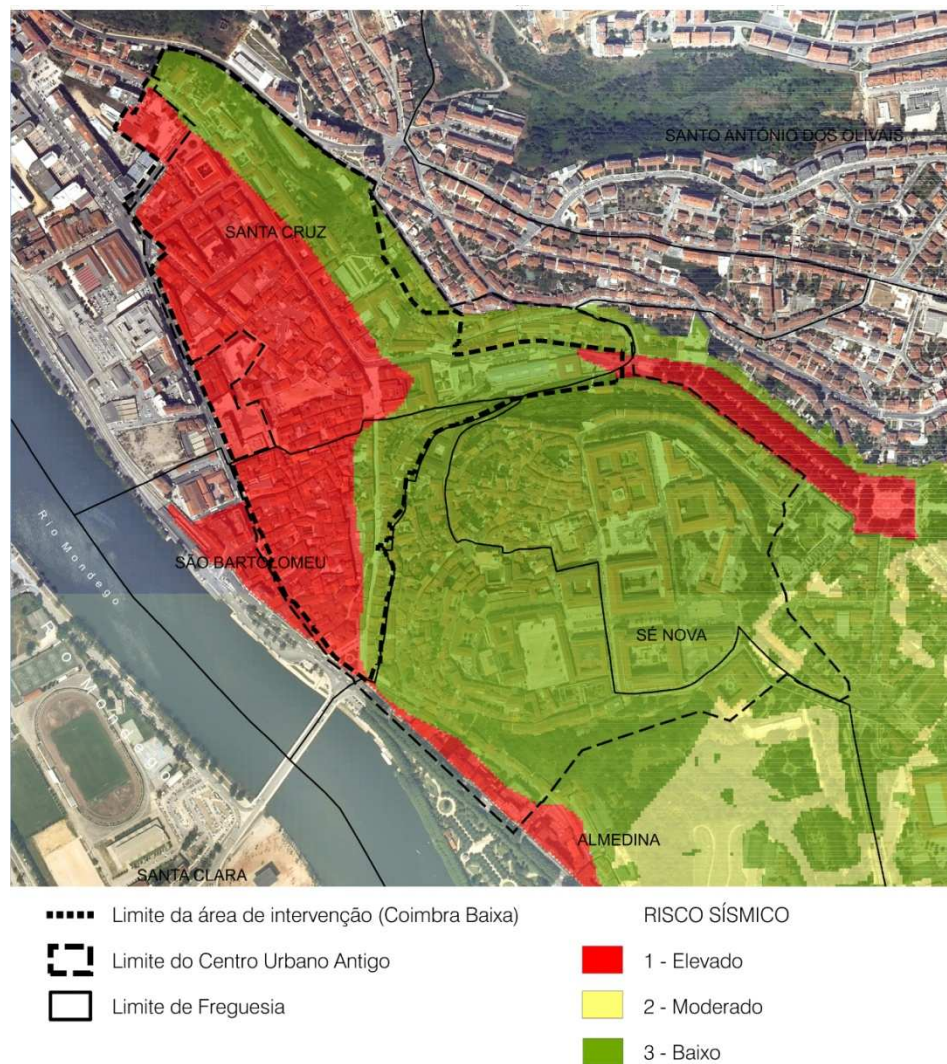 SANTO ANTÓNIO DOS OLIVAIS
SANTA CRUZ
Rio Mondego
SÃO BARTOLOMEU
SÉ NOVA
ALMEDINA
SANTA CLARA
Limite da área de intervenção (Coimbra Baixa)
Limite do Centro Urbano Antigo
Limite de Freguesia
RISCO SÍSMICO
1 - Elevado
2 - Moderado
3 - Baixo